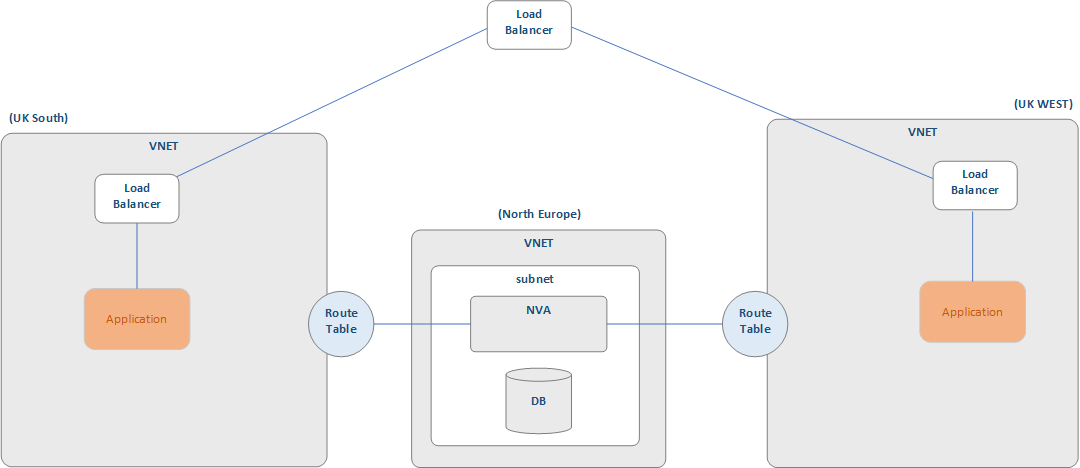 Load
Balancer
(UK South)
VNET
Load
Balancer
Application
Route
Table
(North Europe)
VNET
subnet
NVA
DB
Route
Table
(UK WEST)
VNET
Load
Balancer
Application